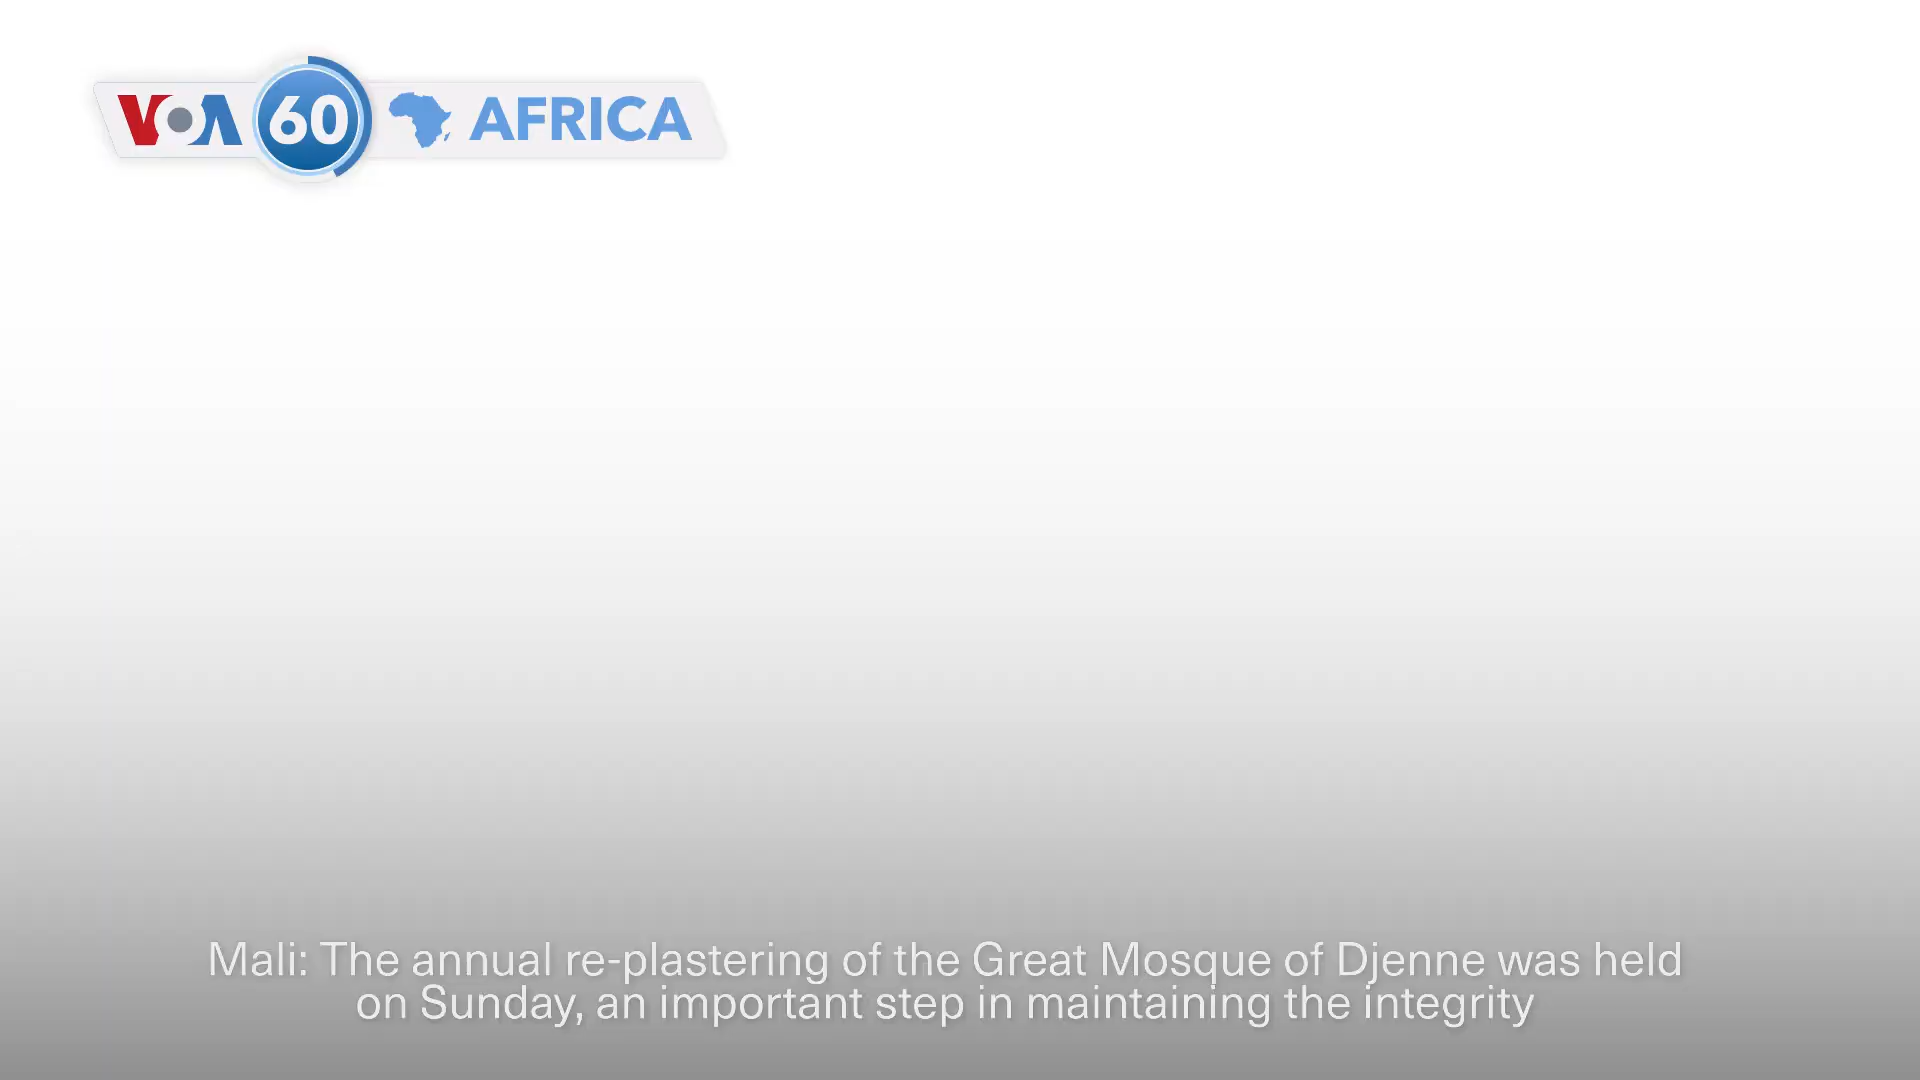 VOA 60 AFRICA
Mali: The annual re-plastering of the Great Mosque of Djenne was held
on Sunday, an important step in maintaining the integrity